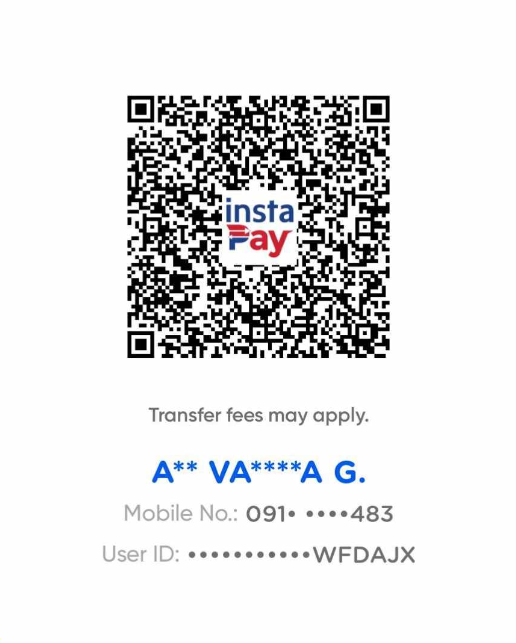 insta
Pay
Transfer fees may apply.
A** VA****A G.
Mobile No.: 091• ••••483
User ID: •••••••••••WFDAJX